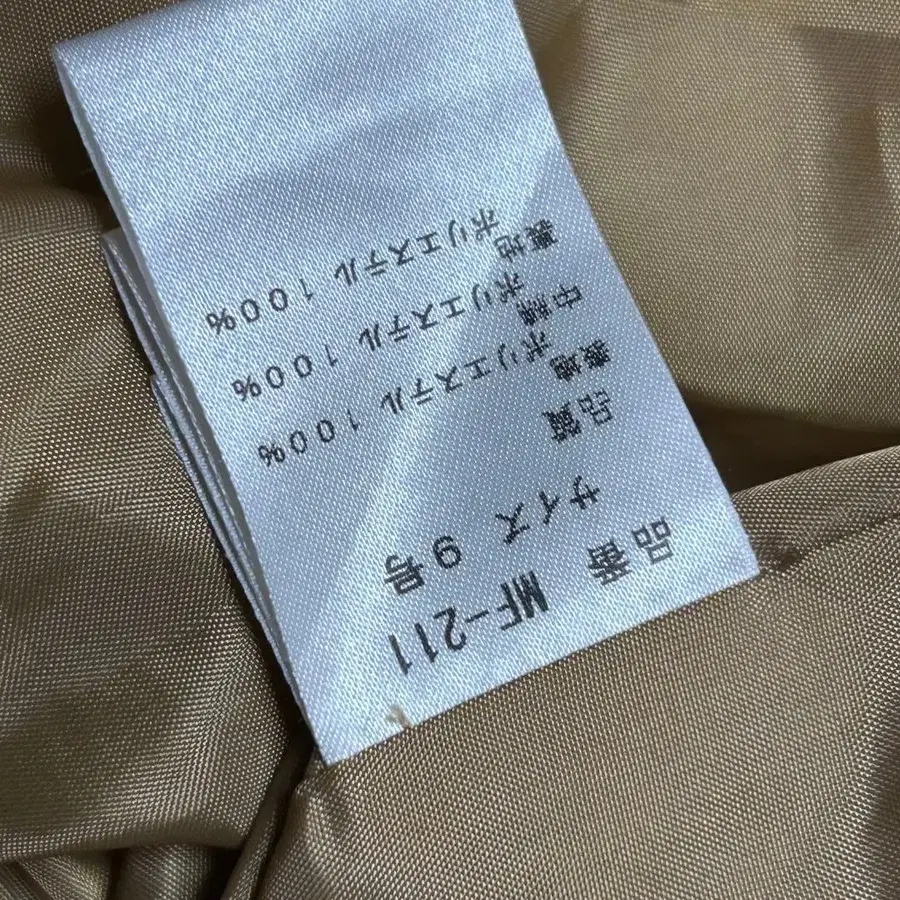 品番 MF-211
サイズ 9号
品質
表地
ポリエステル 100%
中綿
ポリエステル 100%
裏地
ポリエステル 100%